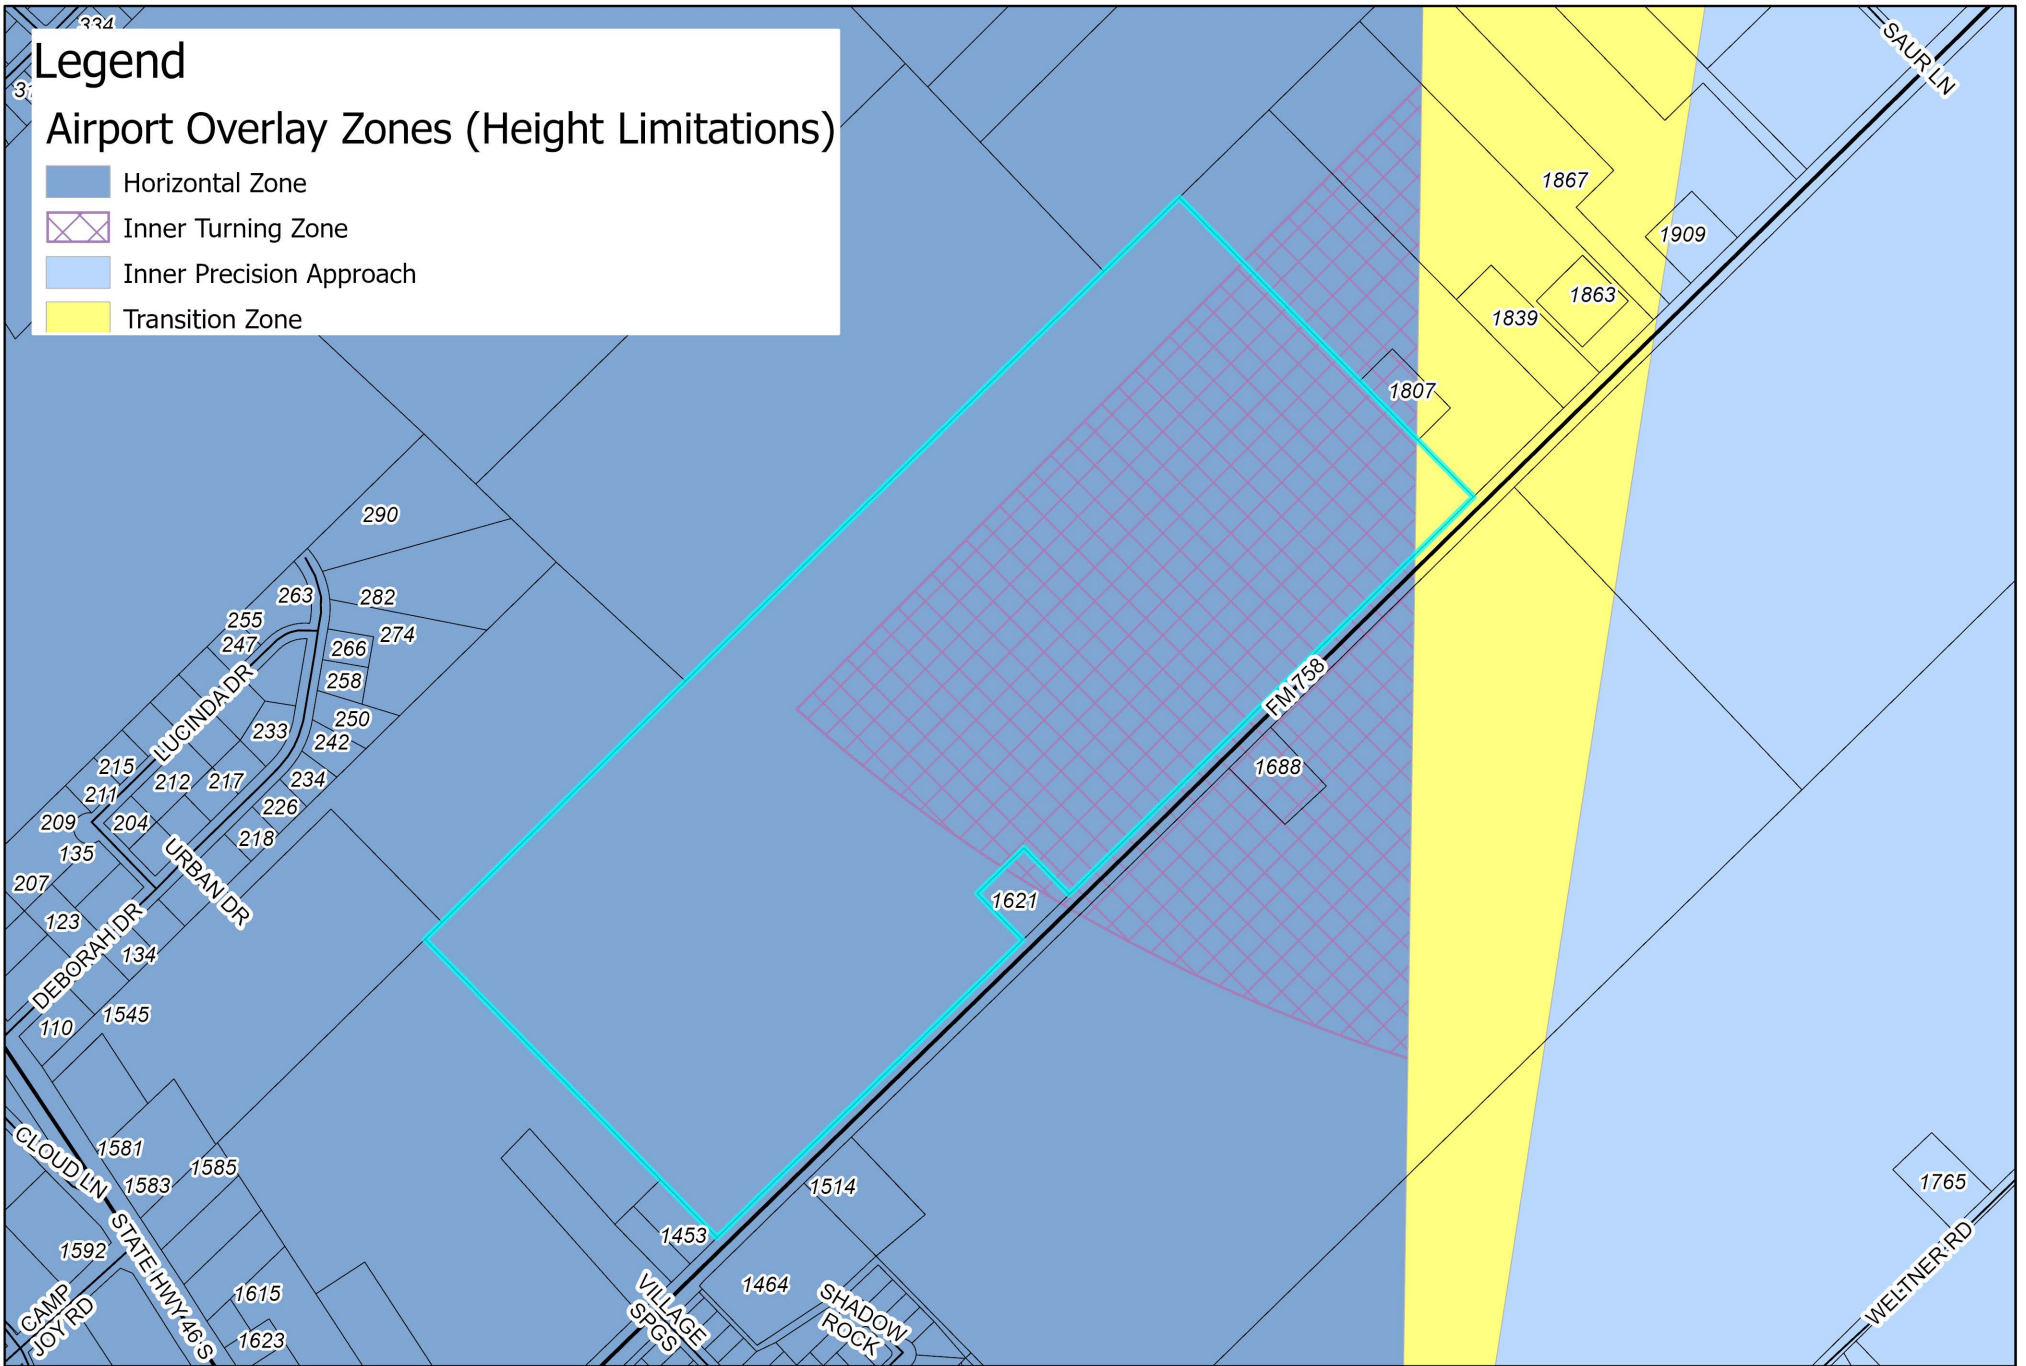 334
Legend
Airport Overlay Zones (Height Limitations)
Horizontal Zone
Inner Turning Zone
Inner Precision Approach
Transition Zone
SAUR LN
1867
1909
1863
1839
1807
290
263
282
255
274
247
266
258
LUCINDA DR
250
233
242
215
212
217
234
211
226
209
204
218
135
URBAN DR
207
123
134
DEBORAH DR
1545
110
FM 758
1688
1621
CLOUD LN
1581
1585
1583
1514
1765
STATE HWY 46 S
1592
1453
WELTNER RD
CAMP
JOY RD
1615
1623
VILLAGE
SPGS
1464
SHADOW
ROCK